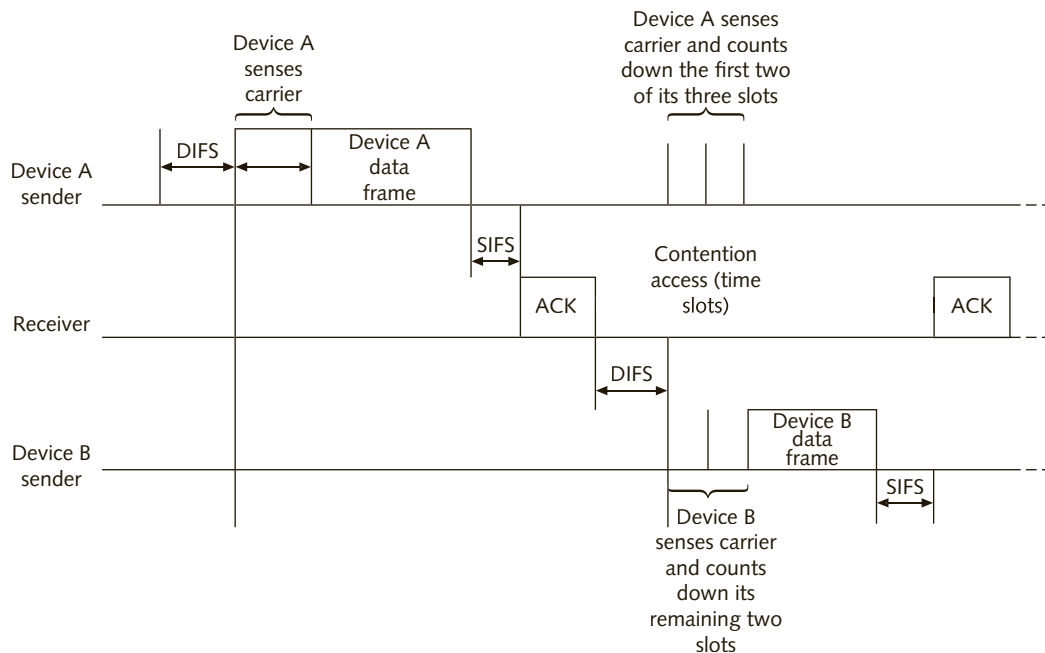 Device A
senses
carrier
Device A senses
carrier and counts
down the first two
of its three slots
DIFS
Device A
data
frame
Device A
sender
SIFS
Contention
access (time
slots)
ACK
ACK
Receiver
DIFS
Device B
data
frame
Device B
sender
SIFS
Device B
senses carrier
and counts
down its
remaining two
slots